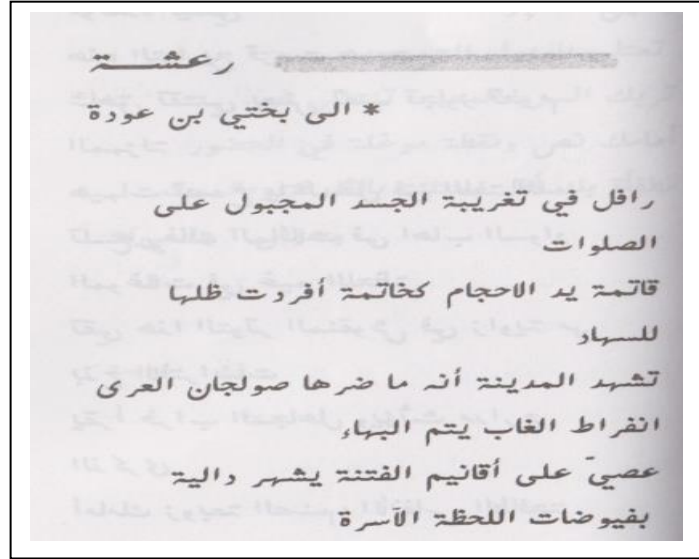 رعشـــة
* الى بختي بن عودة
رافل في تغريبة الجسد المجبول على
الصلوات
قاتمة يد الاحجام كخاتمة أفردت ظلها
للسهاد
تشهد المدينة أنه ما ضرها صولجان العرى
انفراط الغاب يتم البهاء
عصيّ على أقانيم الفتنة يشهر دالية
بفيوضات اللحظة الآسرة